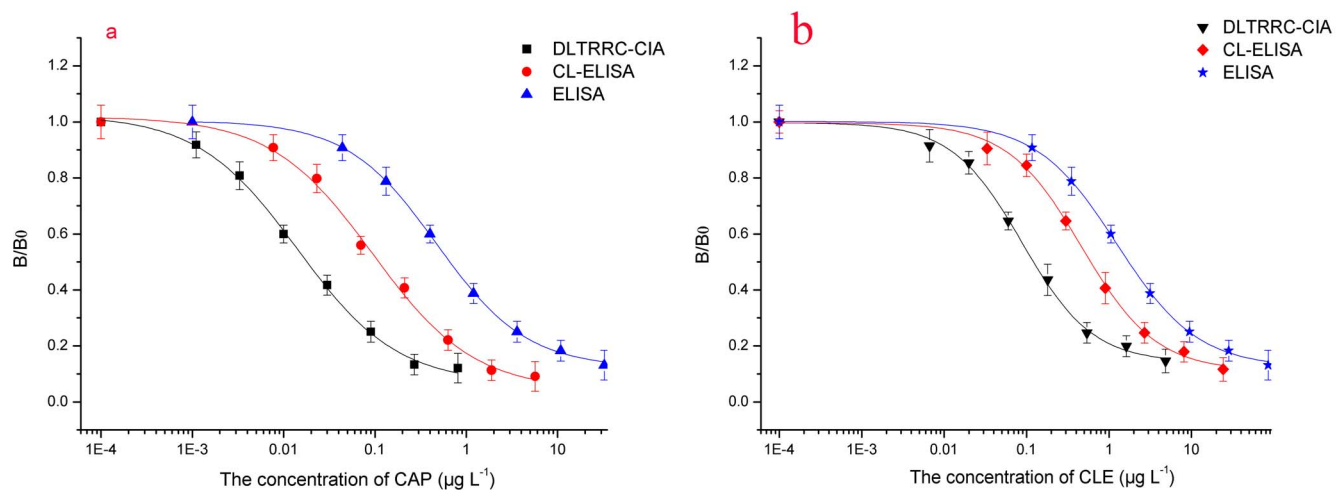 a
DLTRRC-CIA
CL-ELISA
ELISA
1.2
1.0
0.8
0.6
0.4
0.2
0.0
B/B0
1E-4
1E-3
0.01
0.1
1
10
The concentration of CAP (μg L-1)
b
DLTRRC-CIA
CL-ELISA
ELISA
1.2
1.0
0.8
0.6
0.4
0.2
0.0
B/B0
1E-4
1E-3
0.01
0.1
1
10
The concentration of CLE (μg L-1)